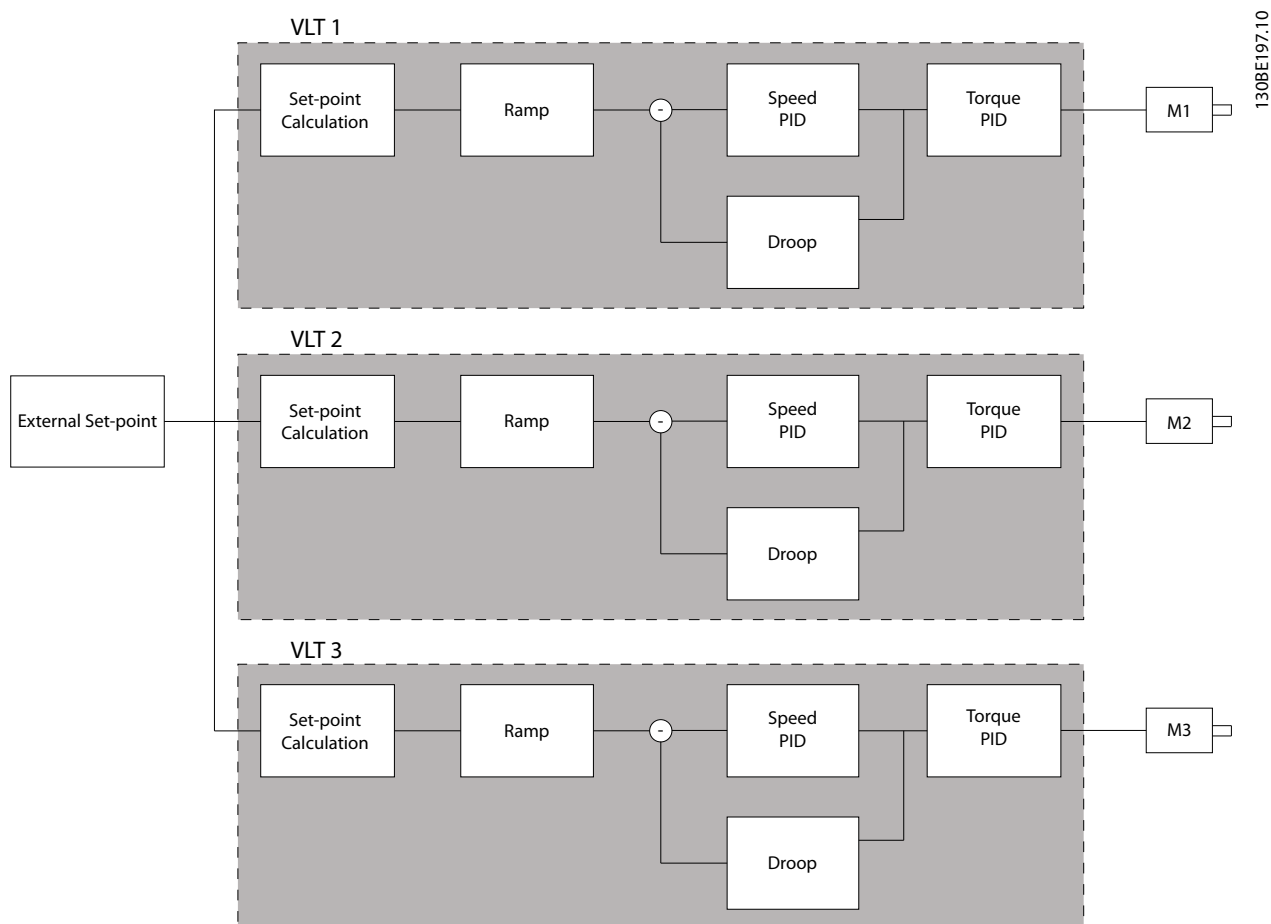 130BE197.10
VLT 1
Set-point
Calculation
Ramp
-
Speed
PID
Torque
PID
M1
Droop
VLT 2
External Set-point
Set-point
Calculation
Ramp
-
Speed
PID
Torque
PID
M2
Droop
VLT 3
Set-point
Calculation
Ramp
-
Speed
PID
Torque
PID
M3
Droop